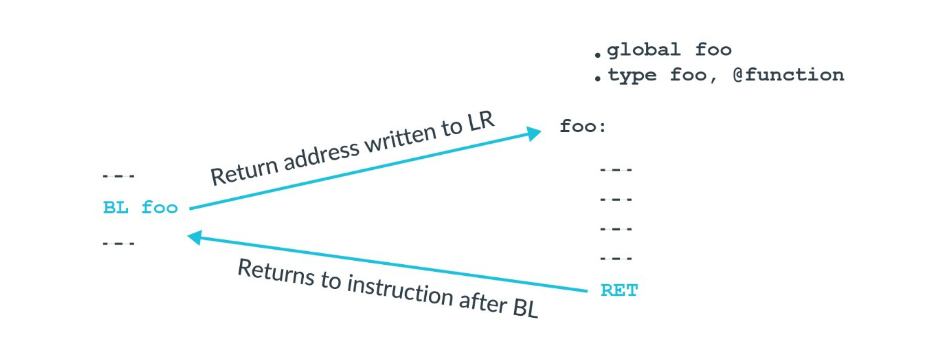 .global foo
.type foo, @function
foo:
Return address written to LR
---
BL foo
---
---
---
---
---
RET
Returns to instruction after BL